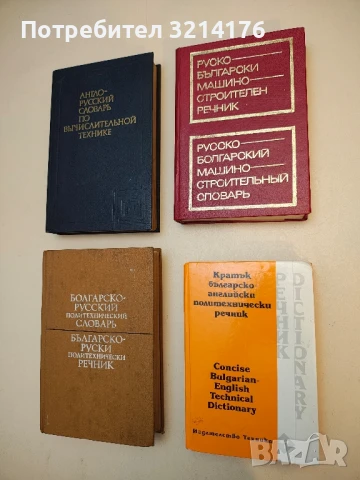 Потребител #3214176
АНГЛО-
РУССКИЙ
СЛОВАРЬ
ПО
ВЫЧИСЛИТЕЛЬНОЙ
ТЕХНИКЕ
РУСКО-
БЪЛГАРСКИ
МАШИНО-
СТРОИТЕЛЕН
РЕЧНИК
РУССКО-
БОЛГАРСКИЙ
МАШИНО-
СТРОИТЕЛЬНЫЙ
СЛОВАРЬ
БОЛГАРСКО-
РУССКИЙ
ПОЛИТЕХНИЧЕСКИЙ
СЛОВАРЬ
БЪЛГАРСКО-
РУСКИ
ПОЛИТЕХНИЧЕСКИ
РЕЧНИК
Кратък българско-
английски
политехнически
речник
Concise
Bulgarian-
English
Technical
Dictionary
Издателство Техника
РЕЧНИК
DICTIONARY
BAZAR
bg